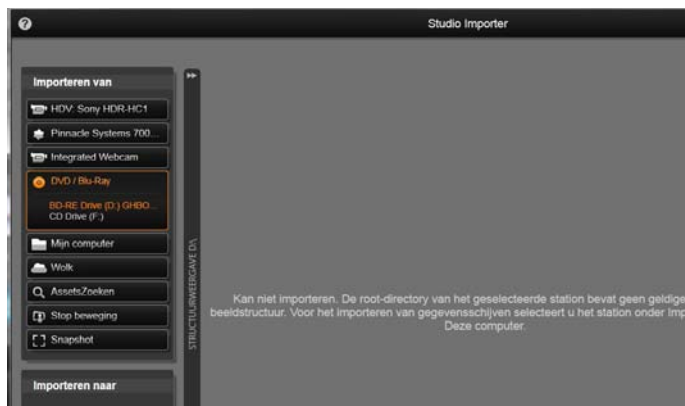 Studio Importer
Importeren van
HDV: Sony HDR-HC1
Pinnacle Systems 700...
Integrated Webcam
DVD / Blu-Ray
BD-RE Drive (D:) GHBO...
CD Drive (F:)
Mijn computer
Wolk
AssetsZoeken
Stop beweging
Snapshot
Importeren naar
STRUCTUURWEERGAVE D:\
Kan niet importeren. De root-directory van het geselecteerde station bevat geen geldige
beeldstructuur. Voor het importeren van gegevensschijven selecteert u het station onder Imp
Deze computer.